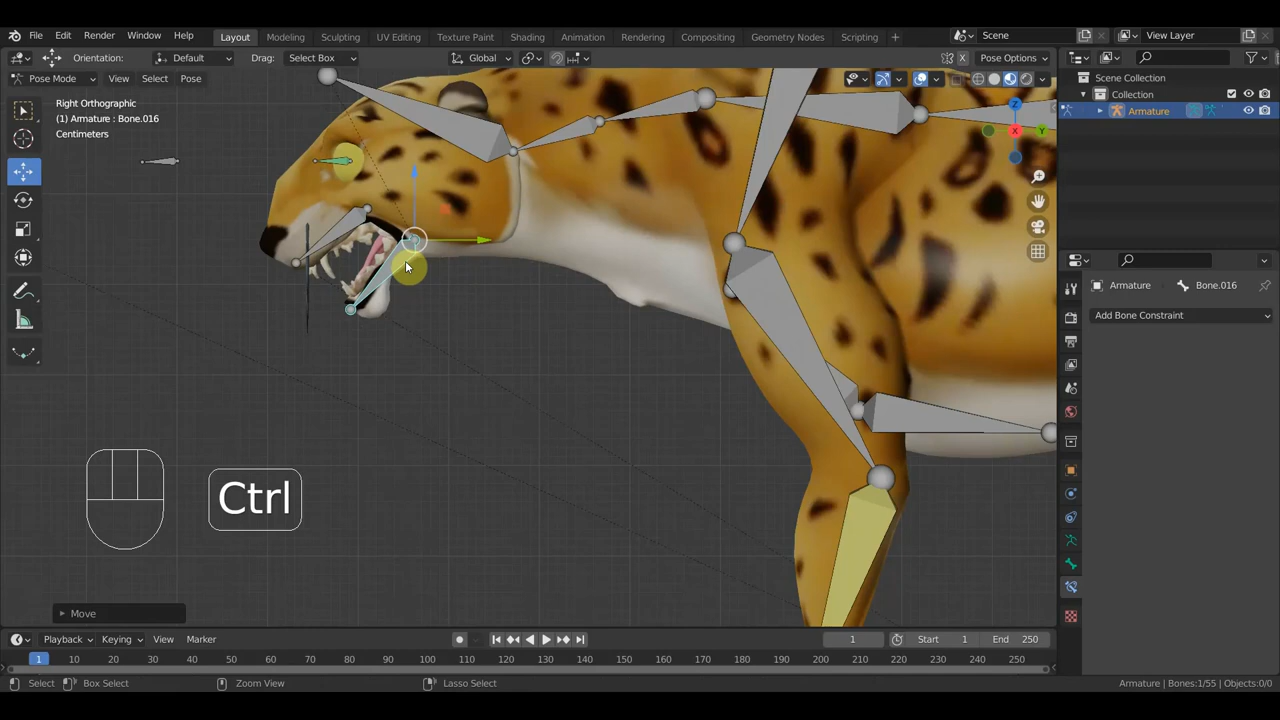 File Edit Render Window Help Layout Modeling Sculpting UV Editing Texture Paint Shading Animation Rendering Compositing Geometry Nodes Scripting + Scene View Layer
Orientation: Default Drag: Select Box Global X Pose Options
Pose Mode View Select Pose
Right Orthographic
(1) Armature : Bone.016
Centimeters
Z
X
Y
Scene Collection
Collection
Armature
Armature Bone.016
Add Bone Constraint
Ctrl
Move
Playback Keying View Marker 1 Start 1 End 250
1 10 20 30 40 50 60 70 80 90 100 110 120 130 140 150 160 170 180 190 200 210 220 230 240 250
Select Box Select Zoom View Lasso Select Armature | Bones:1/55 | Objects:0/0